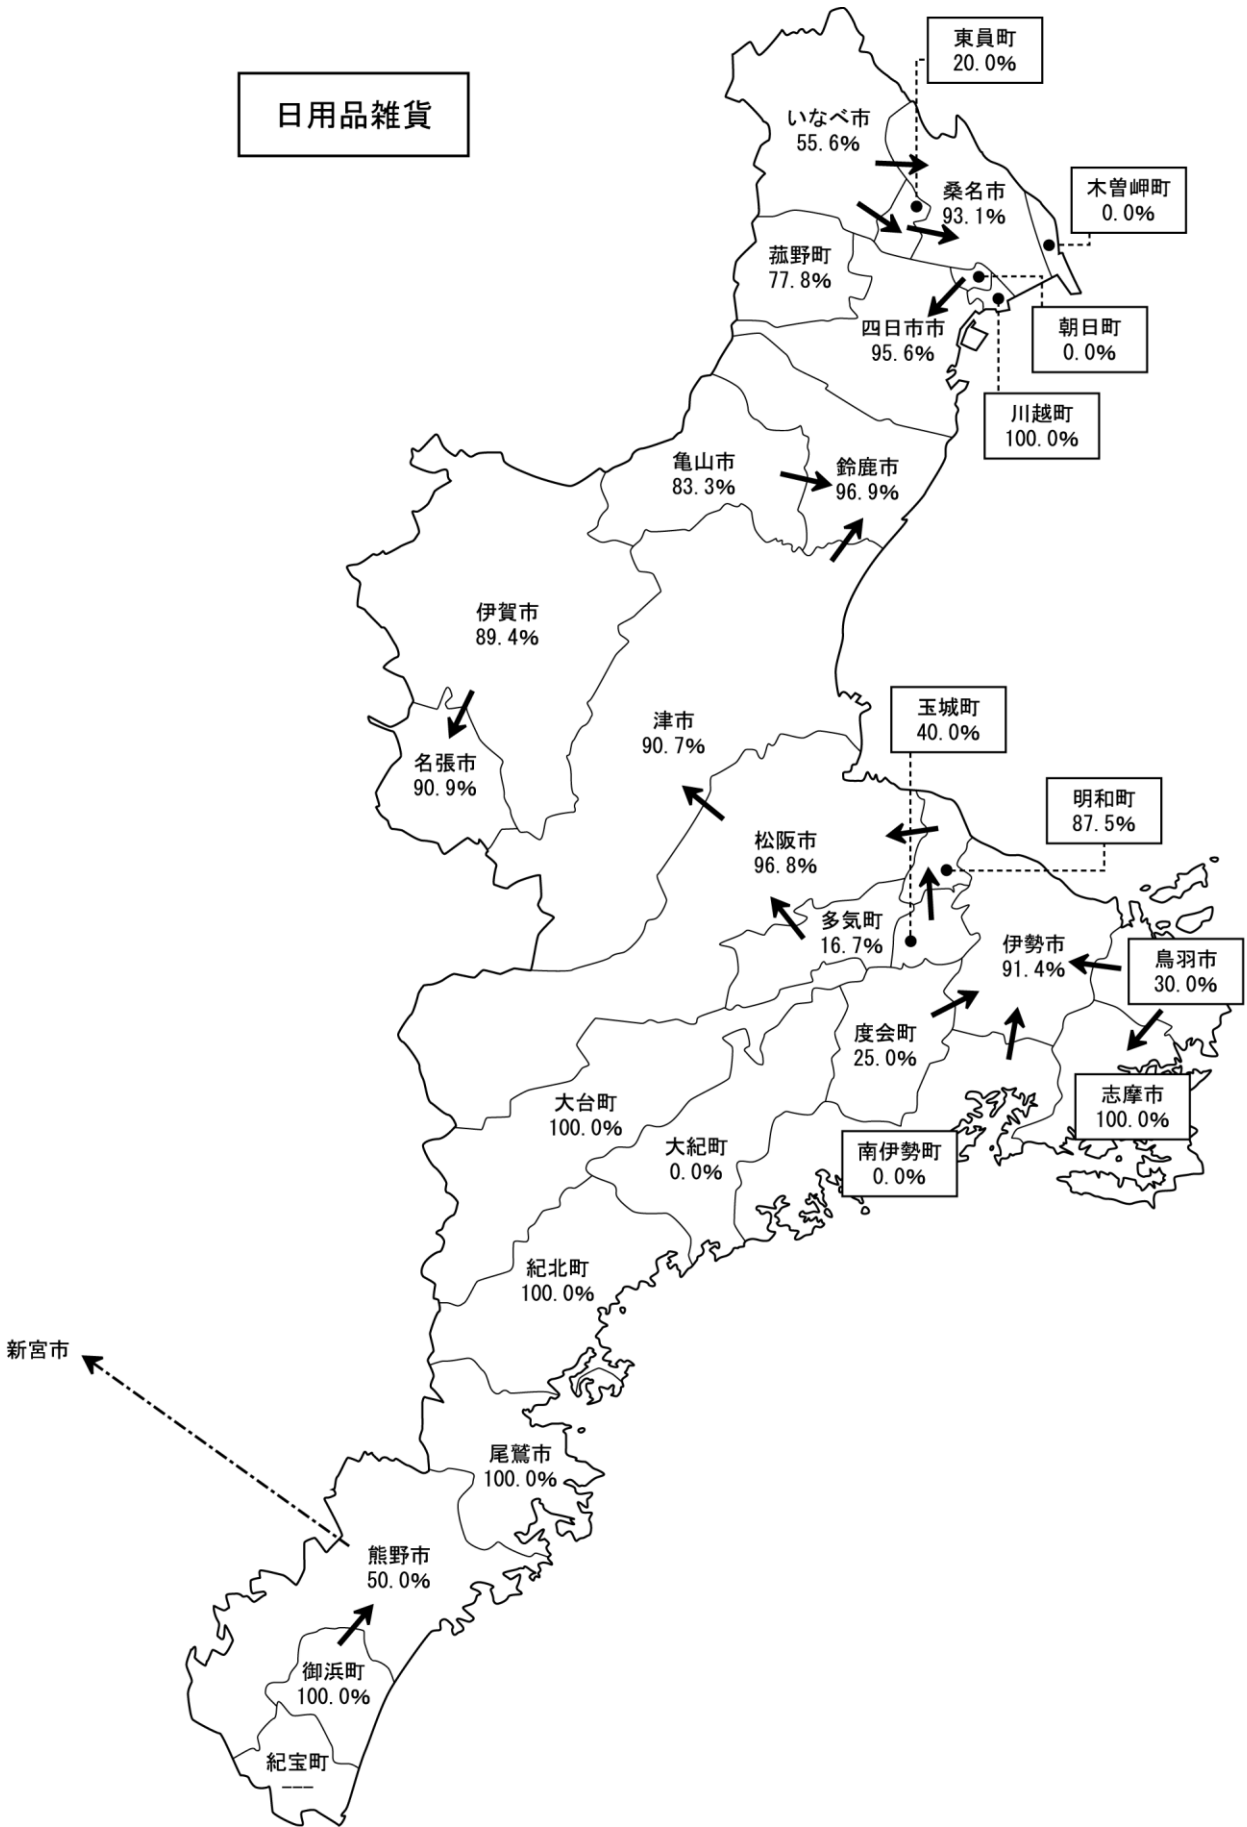 日用品雑貨
東員町
20.0%
いなべ市
55.6%
桑名市
93.1%
木曽岬町
0.0%
菰野町
77.8%
四日市市
95.6%
朝日町
0.0%
川越町
100.0%
亀山市
83.3%
鈴鹿市
96.9%
伊賀市
89.4%
津市
90.7%
名張市
90.9%
玉城町
40.0%
明和町
87.5%
松阪市
96.8%
多気町
16.7%
伊勢市
91.4%
鳥羽市
30.0%
度会町
25.0%
志摩市
100.0%
大台町
100.0%
大紀町
0.0%
南伊勢町
0.0%
紀北町
100.0%
新宮市
尾鷲市
100.0%
熊野市
50.0%
御浜町
100.0%
紀宝町
---